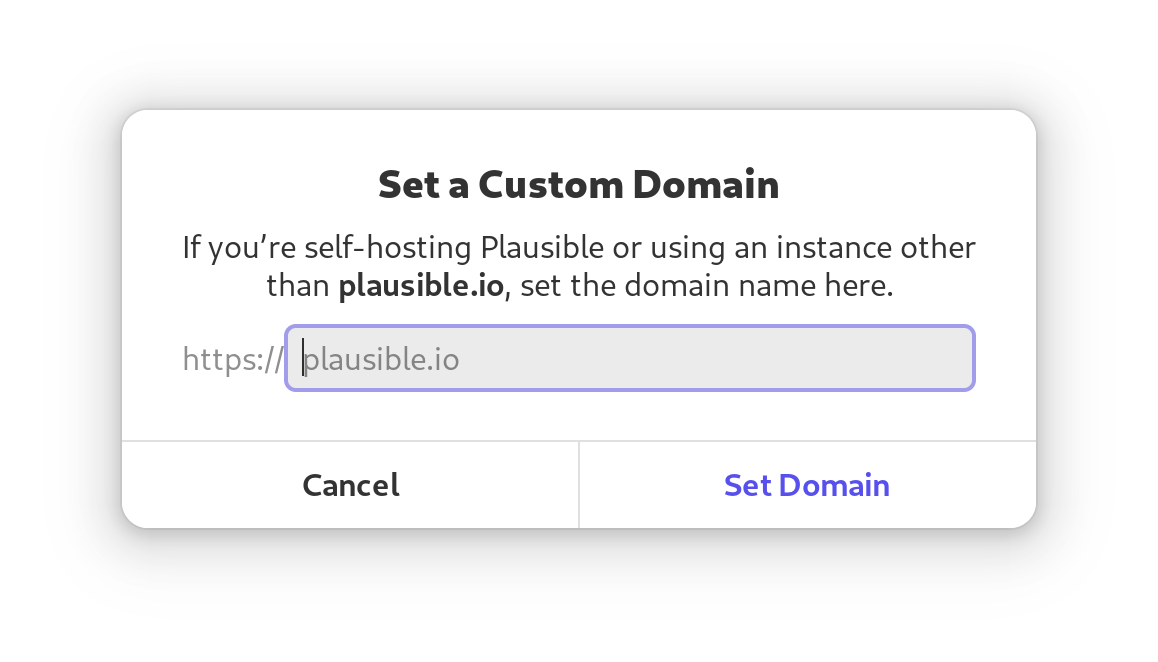 Set a Custom Domain
If you’re self-hosting Plausible or using an instance other
than plausible.io, set the domain name here.
https:// plausible.io
Cancel
Set Domain